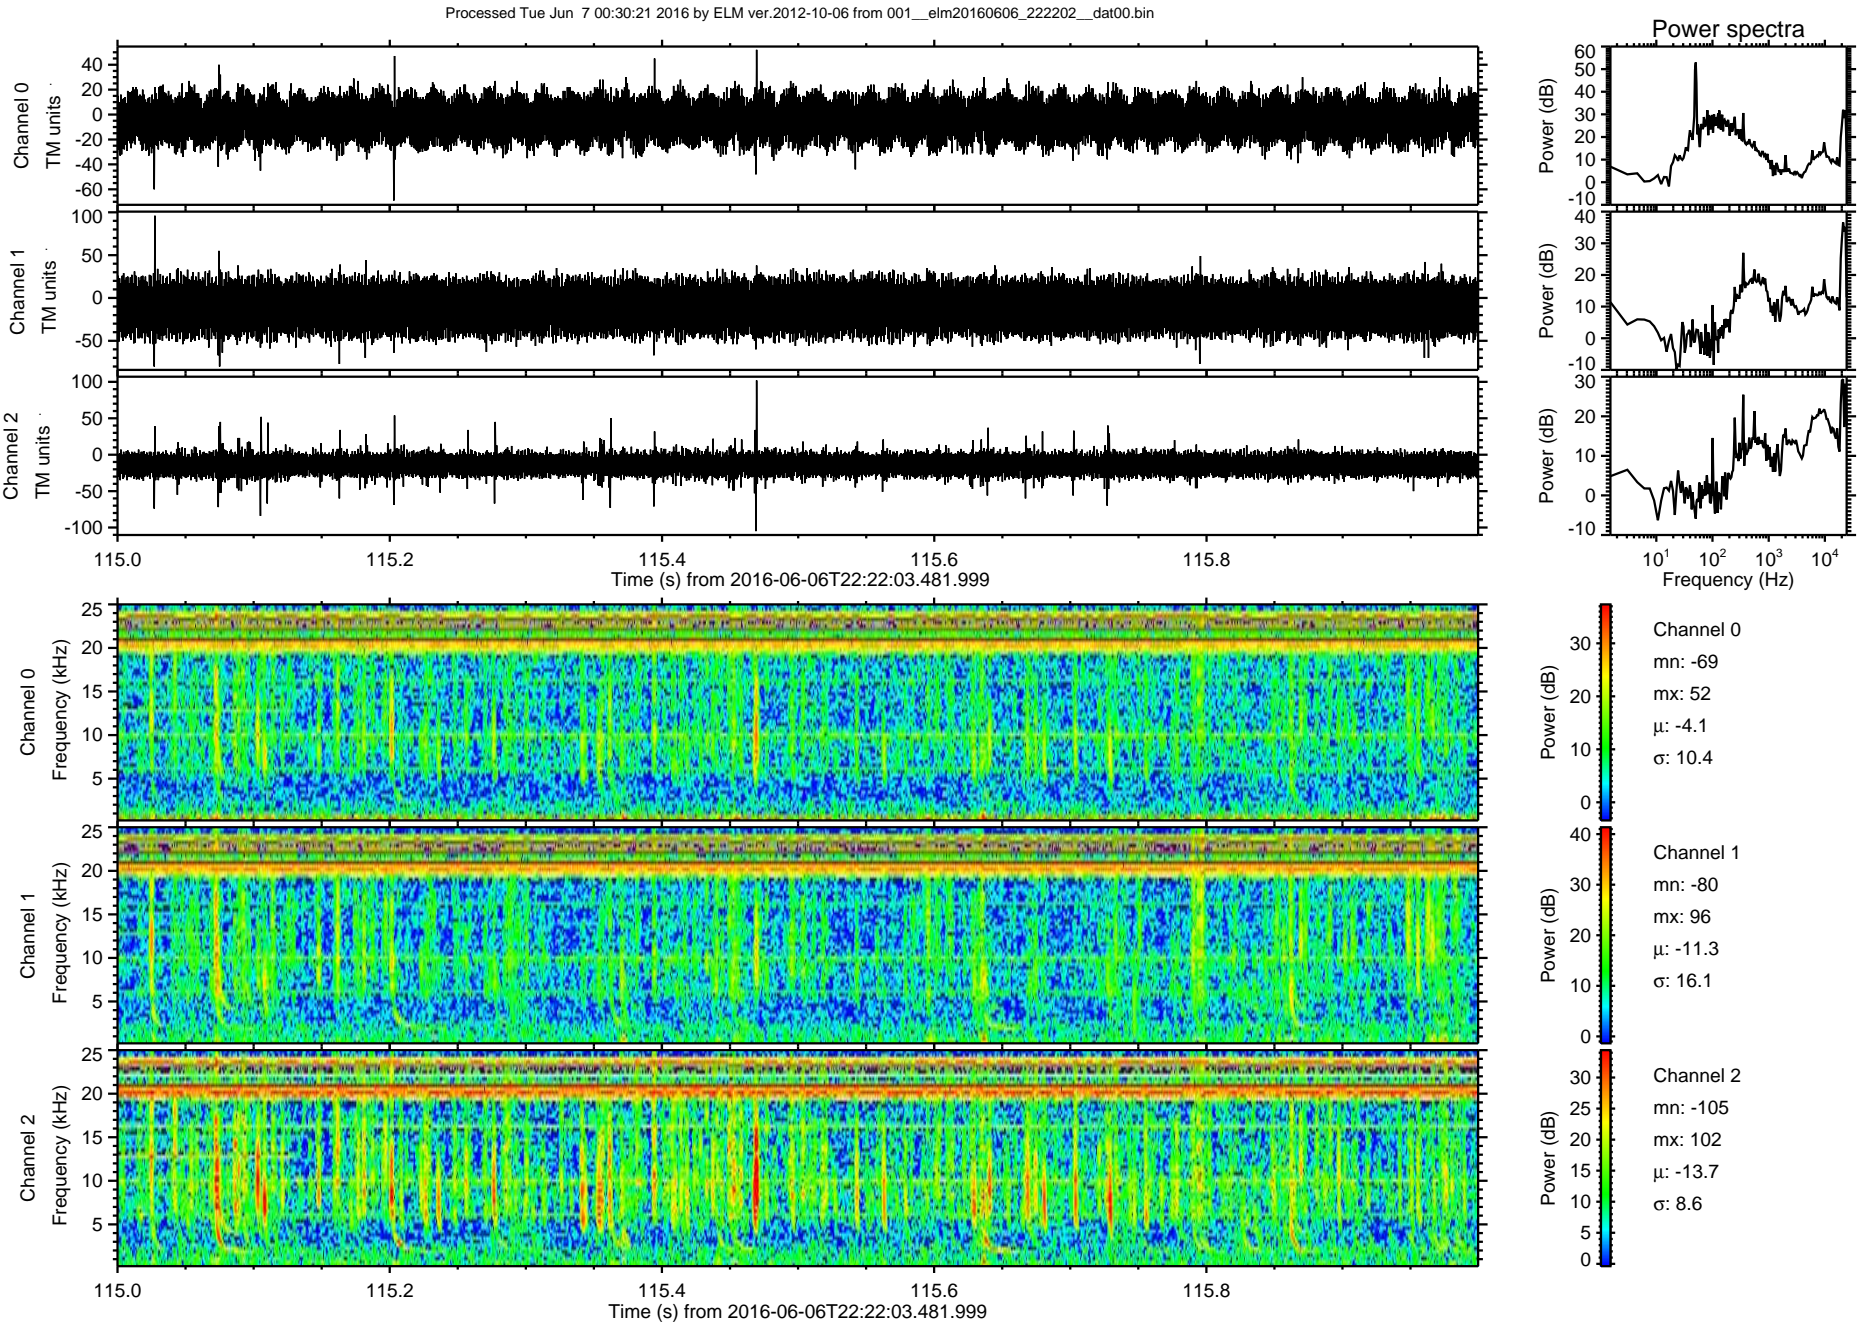 Processed Tue Jun 7 00:30:21 2016 by ELM ver.2012-10-06 from 001__elm20160606_222202__dat00.bin
Power spectra
Channel 0
TM units
40
20
0
-20
-40
-60
Power (dB)
60
50
40
30
20
10
0
-10
Channel 1
TM units
100
50
0
-50
Power (dB)
40
30
20
10
0
-10
Channel 2
TM units
100
50
0
-50
-100
Power (dB)
30
20
10
0
-10
115.0 115.2 115.4 115.6 115.8
Time (s) from 2016-06-06T22:22:03.481.999
10^1 10^2 10^3 10^4
Frequency (Hz)
Channel 0
Frequency (kHz)
25
20
15
10
5
Power (dB)
30
20
10
0
Channel 0
mn: -69
mx: 52
μ: -4.1
σ: 10.4
Channel 1
Frequency (kHz)
25
20
15
10
5
Power (dB)
40
30
20
10
0
Channel 1
mn: -80
mx: 96
μ: -11.3
σ: 16.1
Channel 2
Frequency (kHz)
25
20
15
10
5
Power (dB)
30
25
20
15
10
5
0
Channel 2
mn: -105
mx: 102
μ: -13.7
σ: 8.6
115.0 115.2 115.4 115.6 115.8
Time (s) from 2016-06-06T22:22:03.481.999